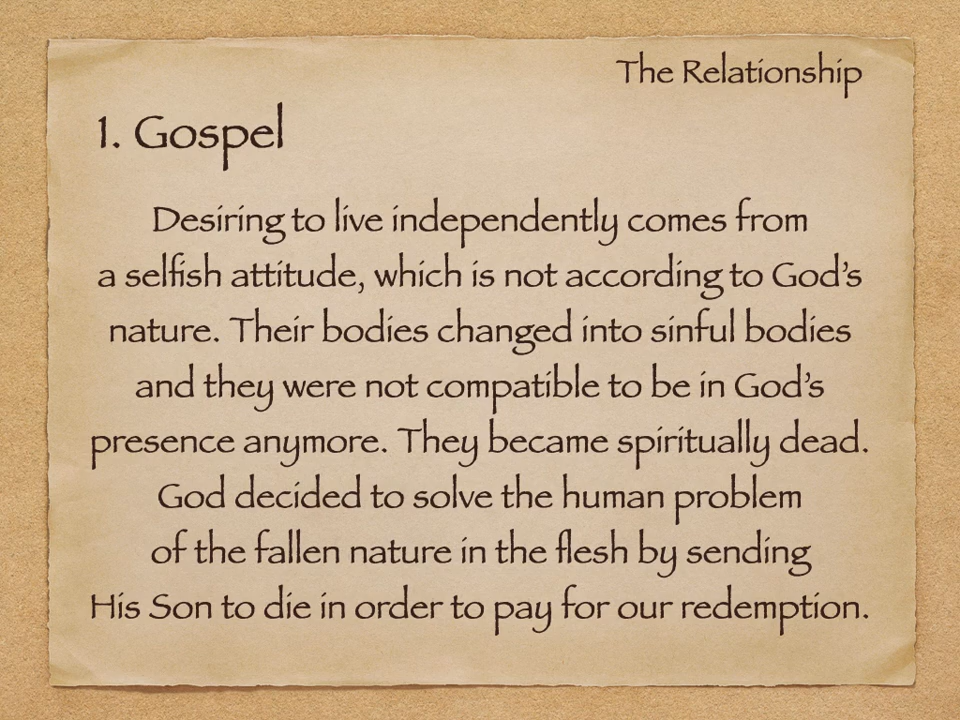 The Relationship
1. Gospel
Desiring to live independently comes from
a selfish attitude, which is not according to God’s
nature. Their bodies changed into sinful bodies
and they were not compatible to be in God’s
presence anymore. They became spiritually dead.
God decided to solve the human problem
of the fallen nature in the flesh by sending
His Son to die in order to pay for our redemption.